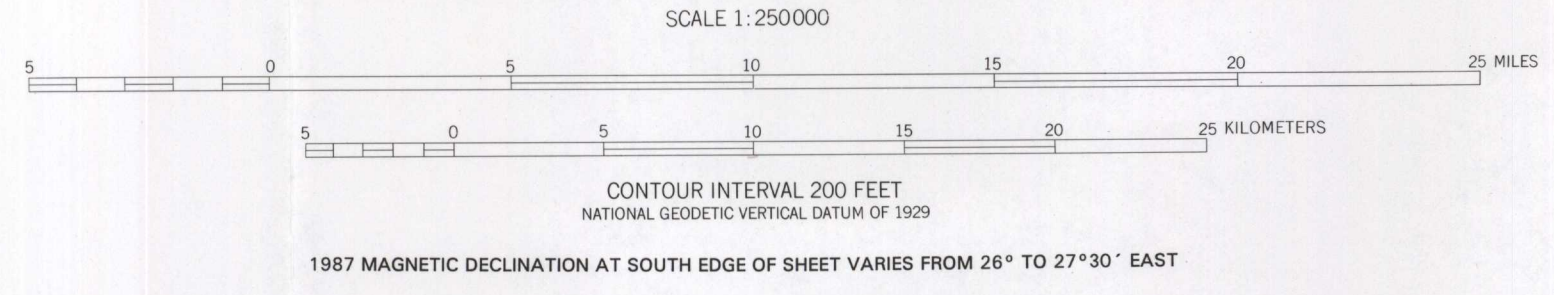 SCALE 1:250000
5 0 5 10 15 20 25 MILES
5 0 5 10 15 20 25 KILOMETERS
CONTOUR INTERVAL 200 FEET
NATIONAL GEODETIC VERTICAL DATUM OF 1929
1987 MAGNETIC DECLINATION AT SOUTH EDGE OF SHEET VARIES FROM 26° TO 27°30´ EAST